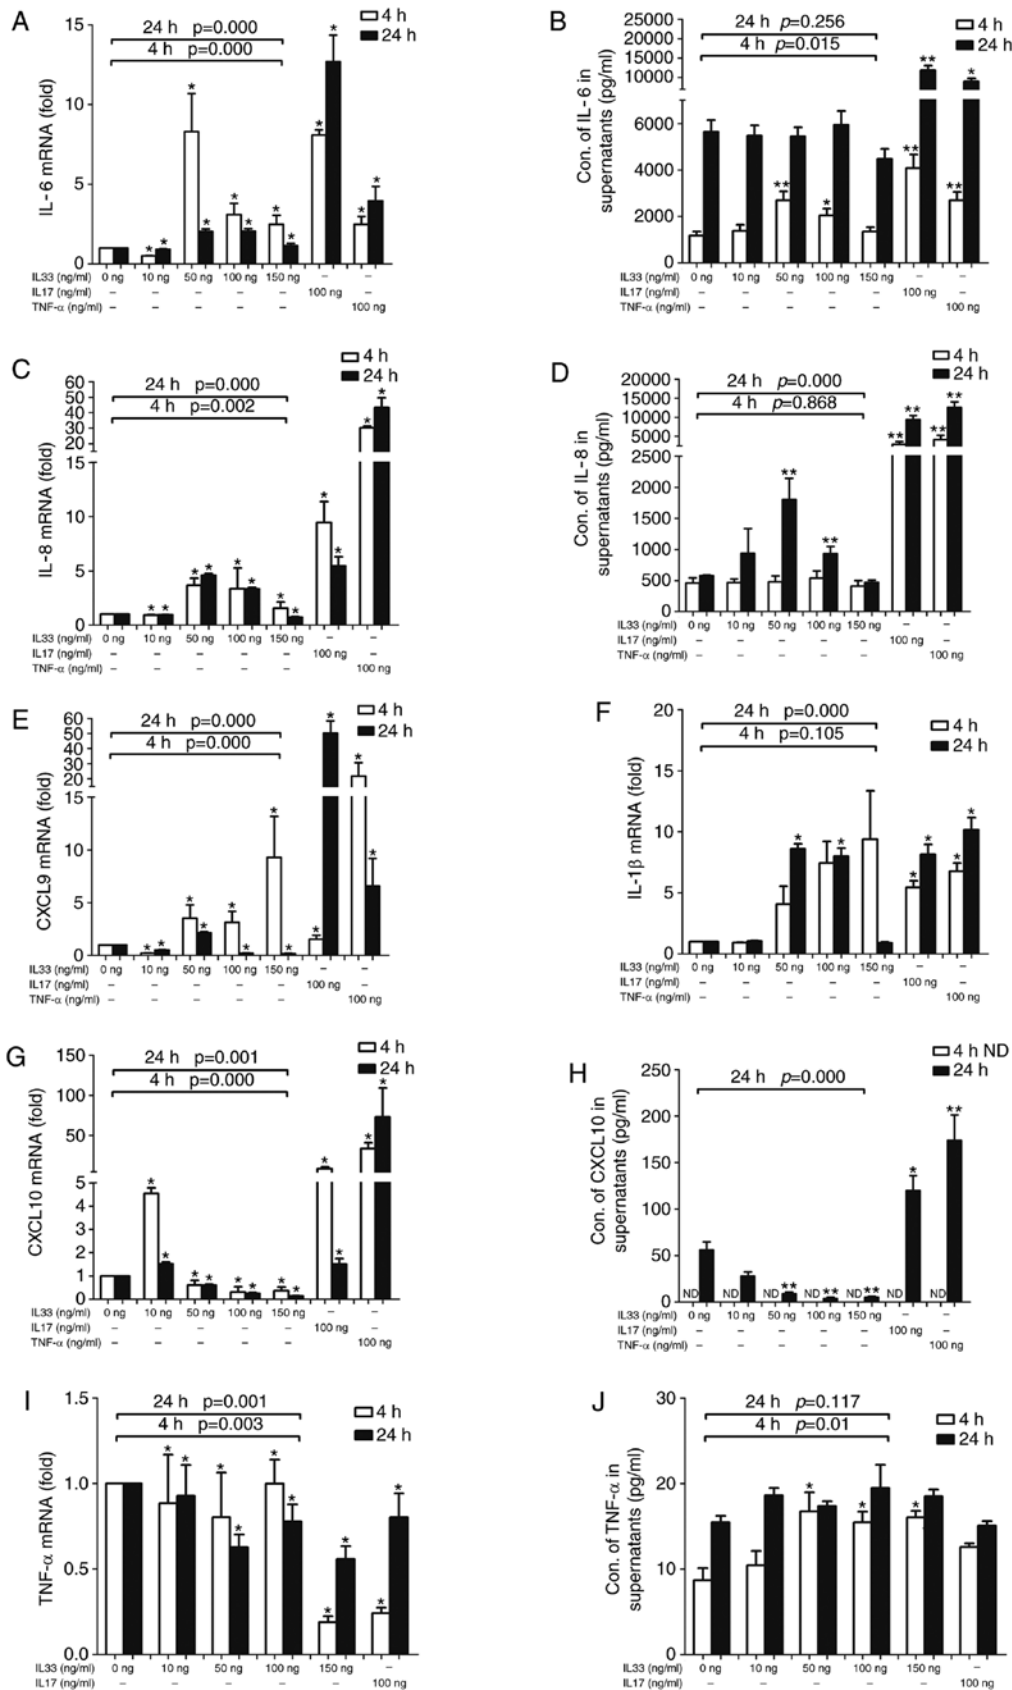 A
4 h
24 h
24 h p=0.000
4 h p=0.000
IL-6 mRNA (fold)
15
10
5
0
IL33 (ng/ml) 0 ng 10 ng 50 ng 100 ng 150 ng –
IL17 (ng/ml) – – – – – 100 ng –
TNF-α (ng/ml) – – – – – 100 ng
B
4 h
24 h
24 h p=0.256
4 h p=0.015
Con. of IL-6 in
supernatants (pg/ml)
25000
20000
15000
10000
6000
4000
2000
0
IL33 (ng/ml) 0 ng 10 ng 50 ng 100 ng 150 ng –
IL17 (ng/ml) – – – – – 100 ng –
TNF-α (ng/ml) – – – – – 100 ng
C
4 h
24 h
24 h p=0.000
4 h p=0.002
IL-8 mRNA (fold)
60
50
40
30
20
15
10
5
0
IL33 (ng/ml) 0 ng 10 ng 50 ng 100 ng 150 ng –
IL17 (ng/ml) – – – – – 100 ng –
TNF-α (ng/ml) – – – – – 100 ng
D
4 h
24 h
24 h p=0.000
4 h p=0.868
Con. of IL-8 in
supernatants (pg/ml)
20000
15000
10000
5000
2500
2000
1500
1000
500
0
IL33 (ng/ml) 0 ng 10 ng 50 ng 100 ng 150 ng –
IL17 (ng/ml) – – – – – 100 ng –
TNF-α (ng/ml) – – – – – 100 ng
E
4 h
24 h
24 h p=0.000
4 h p=0.000
CXCL9 mRNA (fold)
60
50
40
30
20
15
10
5
0
IL33 (ng/ml) 0 ng 10 ng 50 ng 100 ng 150 ng –
IL17 (ng/ml) – – – – – 100 ng –
TNF-α (ng/ml) – – – – – 100 ng
F
4 h
24 h
24 h p=0.000
4 h p=0.105
IL-1β mRNA (fold)
20
15
10
5
0
IL33 (ng/ml) 0 ng 10 ng 50 ng 100 ng 150 ng –
IL17 (ng/ml) – – – – – 100 ng –
TNF-α (ng/ml) – – – – – 100 ng
G
4 h
24 h
24 h p=0.001
4 h p=0.000
CXCL10 mRNA (fold)
150
100
50
5
4
3
2
1
0
IL33 (ng/ml) 0 ng 10 ng 50 ng 100 ng 150 ng –
IL17 (ng/ml) – – – – – 100 ng –
TNF-α (ng/ml) – – – – – 100 ng
H
4 h ND
24 h
24 h p=0.000
Con. of CXCL10 in
supernatants (pg/ml)
250
200
150
100
50
0
ND ND ND ND ND ND ND
IL33 (ng/ml) 0 ng 10 ng 50 ng 100 ng 150 ng –
IL17 (ng/ml) – – – – – 100 ng –
TNF-α (ng/ml) – – – – – 100 ng
I
4 h
24 h
24 h p=0.001
4 h p=0.003
TNF-α mRNA (fold)
1.5
1.0
0.5
0.0
IL33 (ng/ml) 0 ng 10 ng 50 ng 100 ng 150 ng –
IL17 (ng/ml) – – – – – 100 ng
J
4 h
24 h
24 h p=0.117
4 h p=0.01
Con. of TNF-α in
supernatants (pg/ml)
30
20
10
0
IL33 (ng/ml) 0 ng 10 ng 50 ng 100 ng 150 ng –
IL17 (ng/ml) – – – – – 100 ng